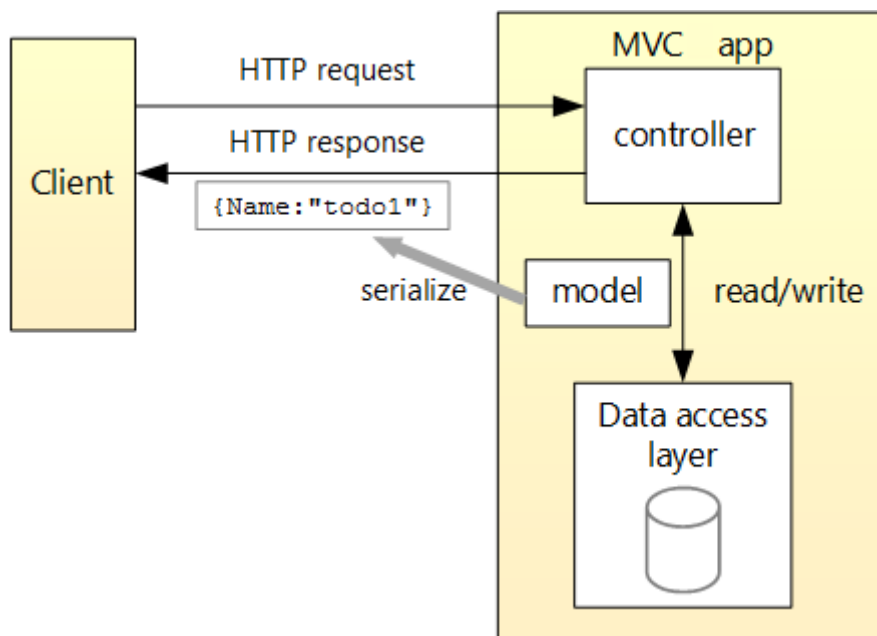 MVC app
HTTP request
controller
HTTP response
Client
{Name:"todo1"}
serialize
model
read/write
Data access
layer